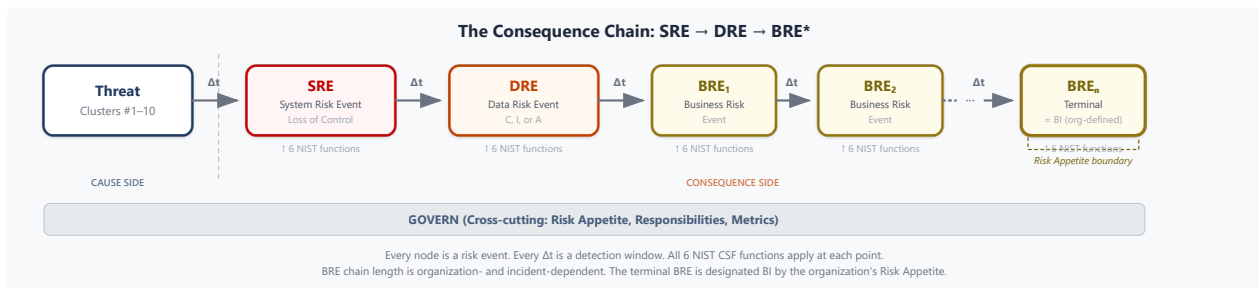 The Consequence Chain: SRE → DRE → BRE*
Threat
Clusters #1–10
Δt
SRE
System Risk Event
Loss of Control
↑ 6 NIST functions
Δt
DRE
Data Risk Event
C, I, or A
↑ 6 NIST functions
Δt
BRE₁
Business Risk
Event
↑ 6 NIST functions
Δt
BRE₂
Business Risk
Event
↑ 6 NIST functions
...
Δt
BREₙ
Terminal
= BI (org-defined)
↑ 6 NIST functions
Risk Appetite boundary
CAUSE SIDE
CONSEQUENCE SIDE
GOVERN (Cross-cutting: Risk Appetite, Responsibilities, Metrics)
Every node is a risk event. Every Δt is a detection window. All 6 NIST CSF functions apply at each point.
BRE chain length is organization- and incident-dependent. The terminal BRE is designated BI by the organization's Risk Appetite.